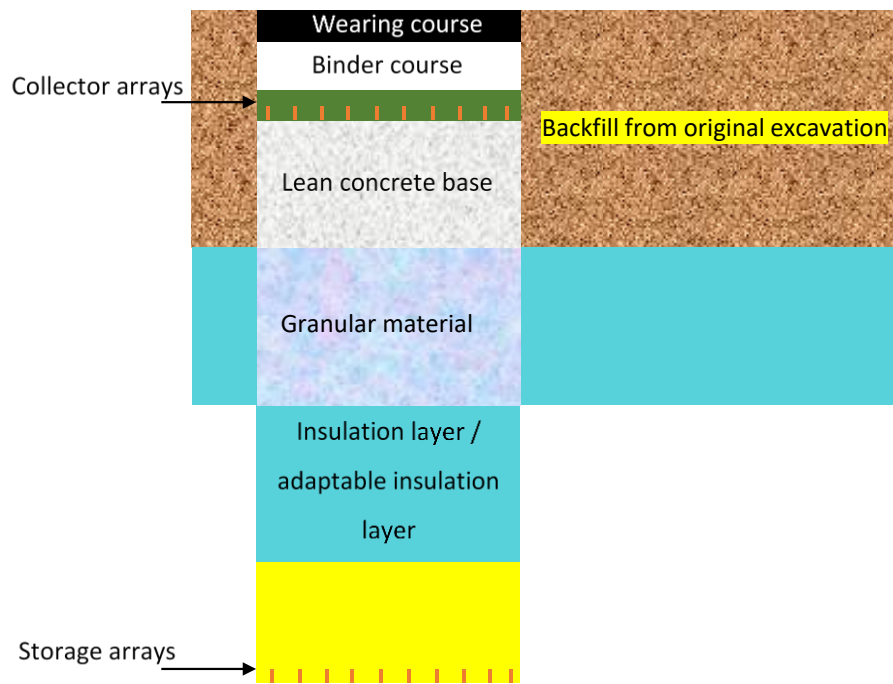 Wearing course
Binder course
Collector arrays
Backfill from original excavation
Lean concrete base
Granular material
Insulation layer /
adaptable insulation
layer
Storage arrays